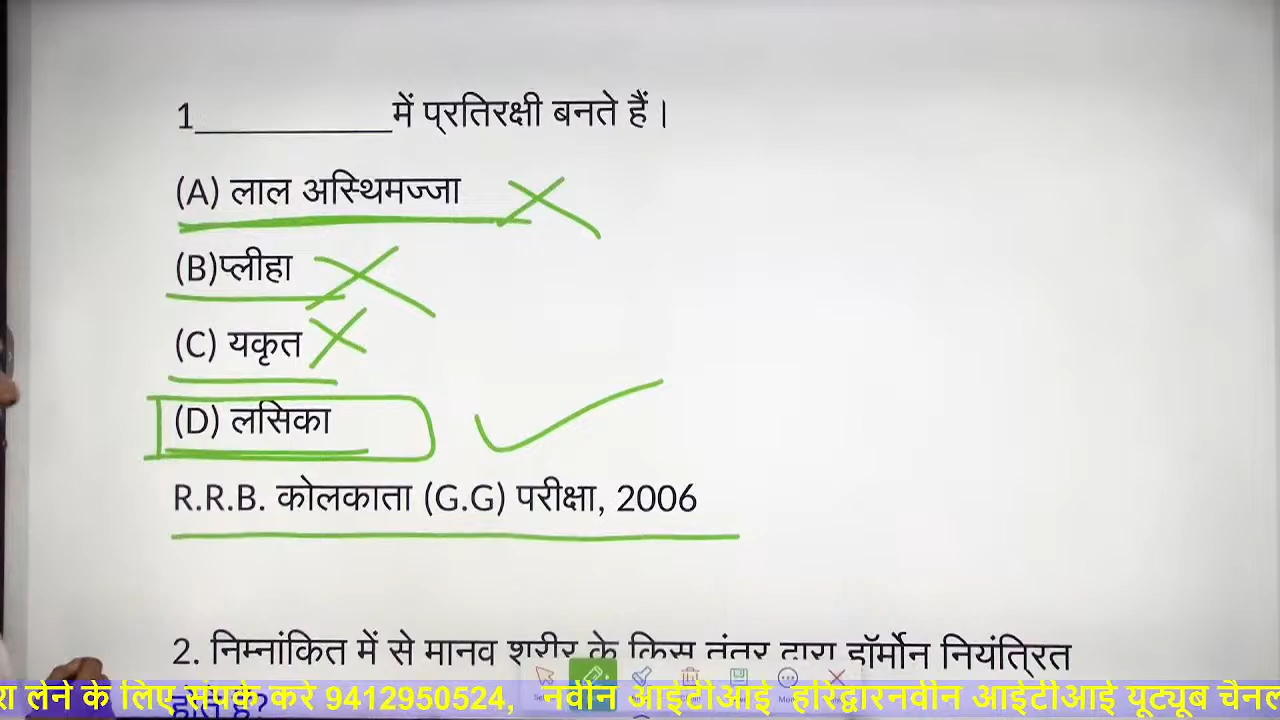 1__________में प्रतिरक्षी बनते हैं।
(A) लाल अस्थिमज्जा
(B)प्लीहा
(C) यकृत
(D) लसिका
R.R.B. कोलकाता (G.G) परीक्षा, 2006
2. निम्नांकित में से मानव शरीर के किस तंत्र द्वारा हॉर्मोन नियंत्रित
होते हैं?
लेने के लिए संपर्क करे 9412950524, नवीन आईटीआई हरिद्वारनवीन आईटीआई यूट्यूब चैनल